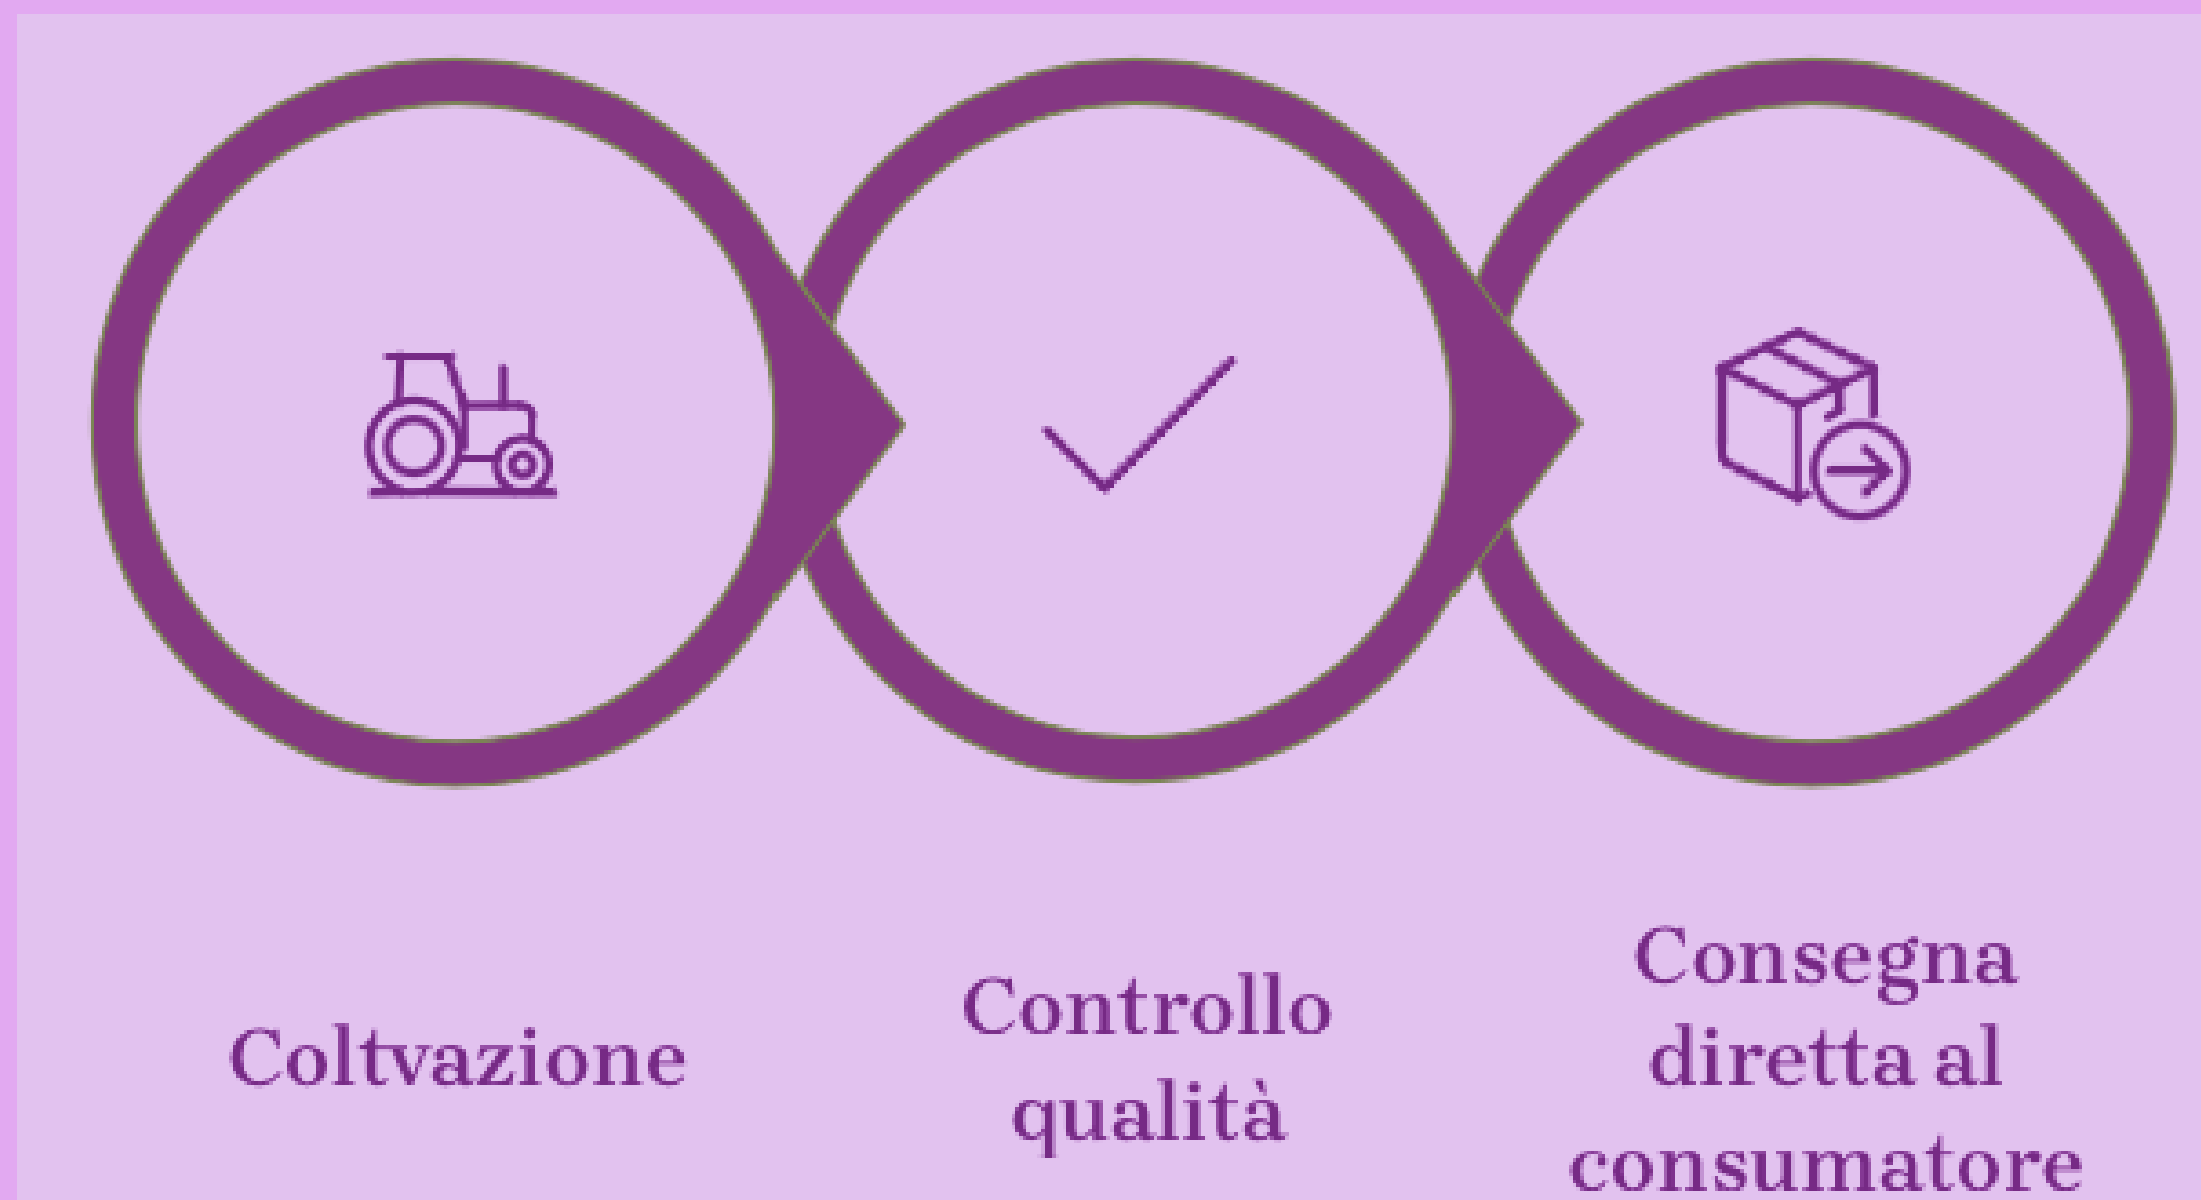 Coltvazione
Controllo
qualità
Consegna
diretta al
consumatore